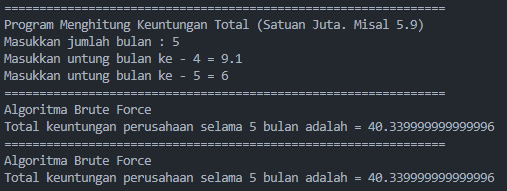 ================================================================
Program Menghitung Keuntungan Total (Satuan Juta. Misal 5.9)
Masukkan jumlah bulan : 5
Masukkan untung bulan ke - 4 = 9.1
Masukkan untung bulan ke - 5 = 6
================================================================
Algoritma Brute Force
Total keuntungan perusahaan selama 5 bulan adalah = 40.339999999999996
================================================================
Algoritma Brute Force
Total keuntungan perusahaan selama 5 bulan adalah = 40.339999999999996